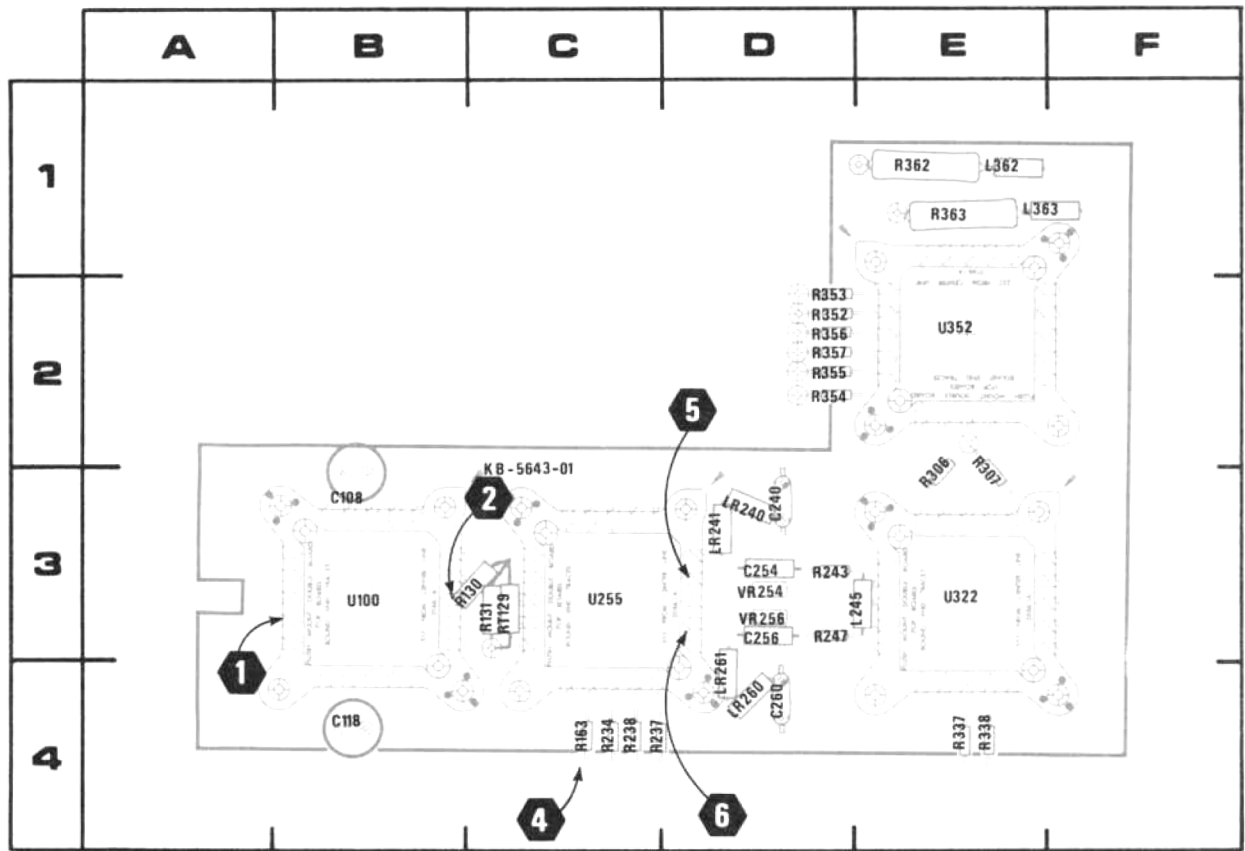 A B C D E F
1
R362 L362
R363 L363
2
R353
R352
R356
R357
R355
R354
U352
5
KB-5643-01
R306 R307
3
C108
2
LR241 LR240 C240
C254 R243
VR254
R130
R131 RT129
U100 U255 U322
L245
VR256
C256 R247
1
LR261 LR260 C260
4
C118
R163 R234 R238 R237
R337 R338
4 6